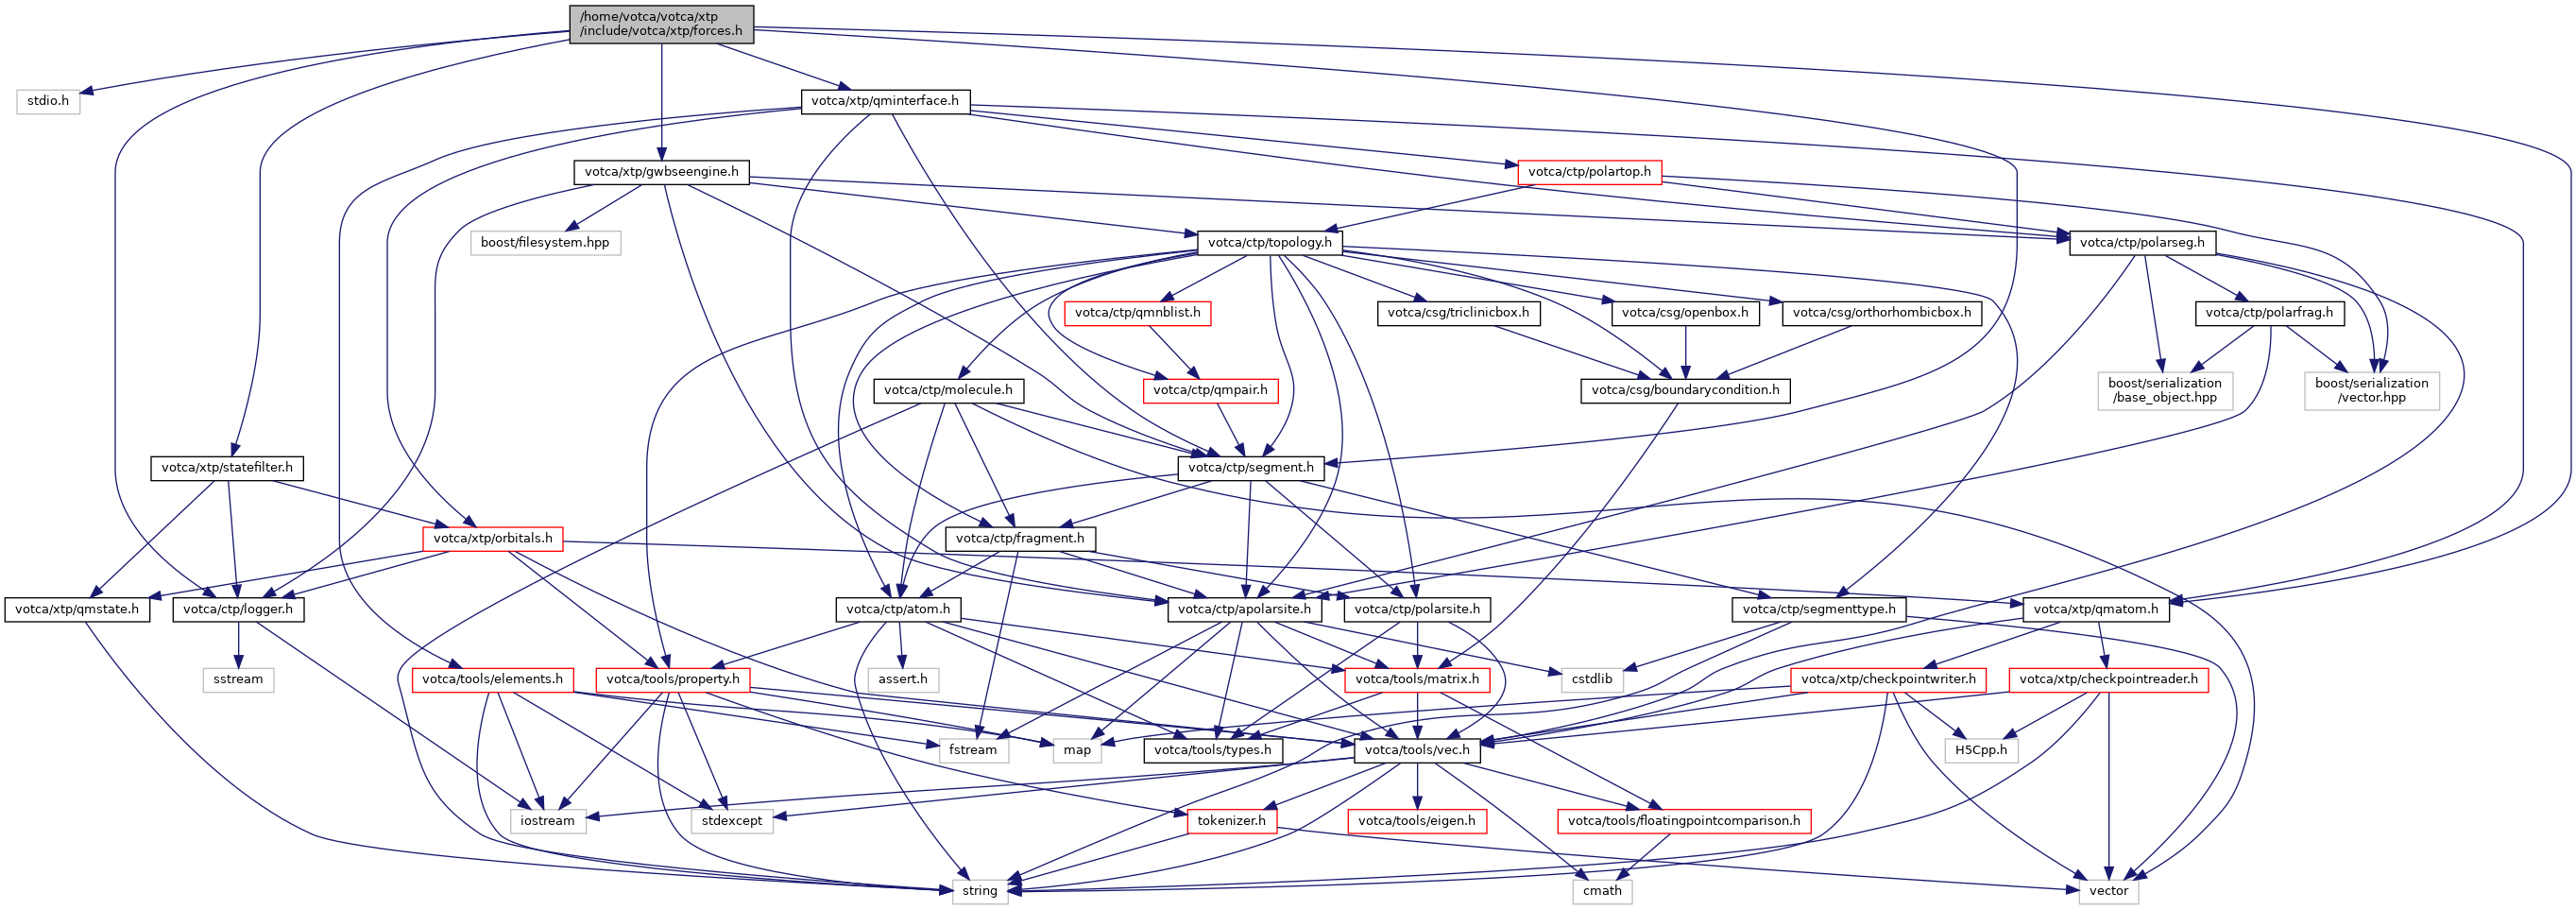 /home/votca/votca/xtp
/include/votca/xtp/forces.h
stdio.h
votca/xtp/qminterface.h
votca/xtp/gwbseengine.h
votca/ctp/polartop.h
boost/filesystem.hpp
votca/ctp/topology.h
votca/ctp/polarseg.h
votca/ctp/qmnblist.h
votca/csg/triclinicbox.h
votca/csg/openbox.h
votca/csg/orthorhombicbox.h
votca/ctp/polarfrag.h
votca/ctp/molecule.h
votca/ctp/qmpair.h
votca/csg/boundarycondition.h
boost/serialization
/base_object.hpp
boost/serialization
/vector.hpp
votca/xtp/statefilter.h
votca/ctp/segment.h
votca/xtp/orbitals.h
votca/ctp/fragment.h
votca/xtp/qmstate.h
votca/ctp/logger.h
votca/ctp/atom.h
votca/ctp/apolarsite.h
votca/ctp/polarsite.h
votca/ctp/segmenttype.h
votca/xtp/qmatom.h
sstream
votca/tools/elements.h
votca/tools/property.h
assert.h
votca/tools/matrix.h
cstdlib
votca/xtp/checkpointwriter.h
votca/xtp/checkpointreader.h
fstream
map
votca/tools/types.h
votca/tools/vec.h
H5Cpp.h
iostream
stdexcept
tokenizer.h
votca/tools/eigen.h
votca/tools/floatingpointcomparison.h
string
cmath
vector